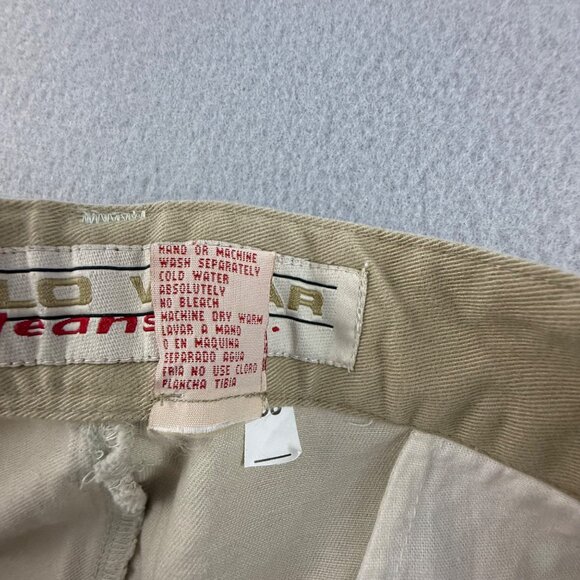 LO W AR
Jeans
HAND OR MACHINE
WASH SEPARATELY
COLD WATER
ABSOLUTELY
NO BLEACH
MACHINE DRY WARM
LAVAR A MANO
O EN MAQUINA
SEPARADO AGUA
FRIA NO USE CLORO
PLANCHA TIBIA